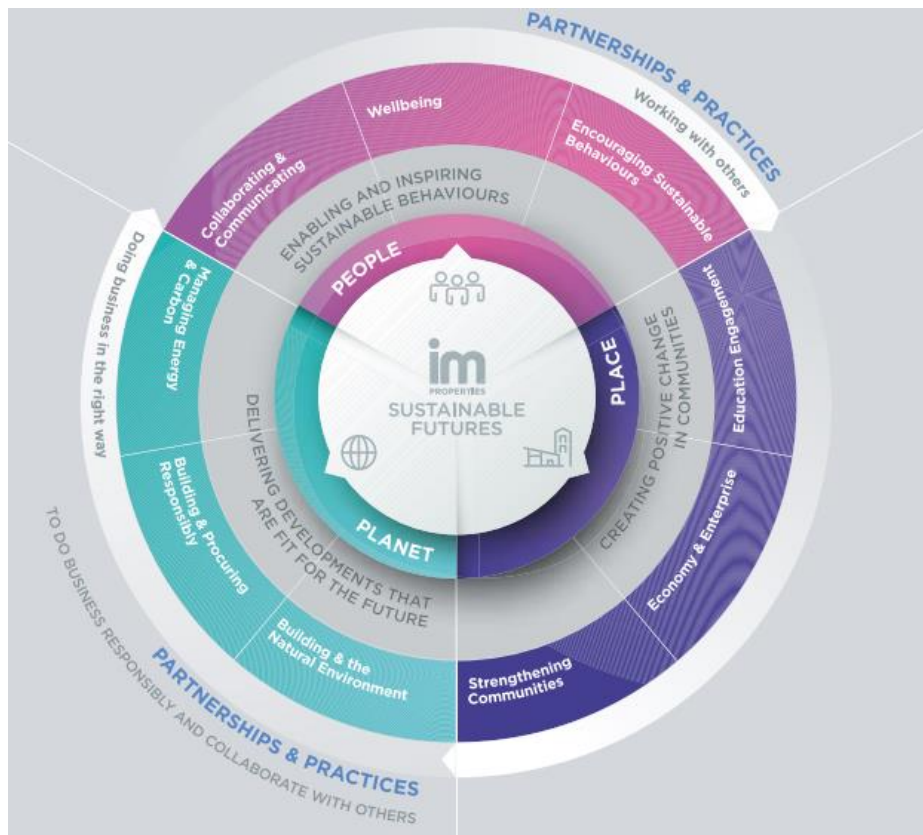 PARTNERSHIPS & PRACTICES
Working with others
Wellbeing
Encouraging Sustainable
Behaviours
Collaborating &
Communicating
ENABLING AND INSPIRING
SUSTAINABLE BEHAVIOURS
PEOPLE
Doing business in the right way
Managing Energy
& Carbon
Education Engagement
PLACE
CREATING POSITIVE CHANGE
IN COMMUNITIES
im
PROPERTIES
SUSTAINABLE
FUTURES
DELIVERING DEVELOPMENTS THAT
ARE FIT FOR THE FUTURE
PLANET
Building & Procuring
Responsibly
Economy & Enterprise
Building & the
Natural Environment
Strengthening
Communities
PARTNERSHIPS & PRACTICES
TO DO BUSINESS RESPONSIBLY AND COLLABORATE WITH OTHERS